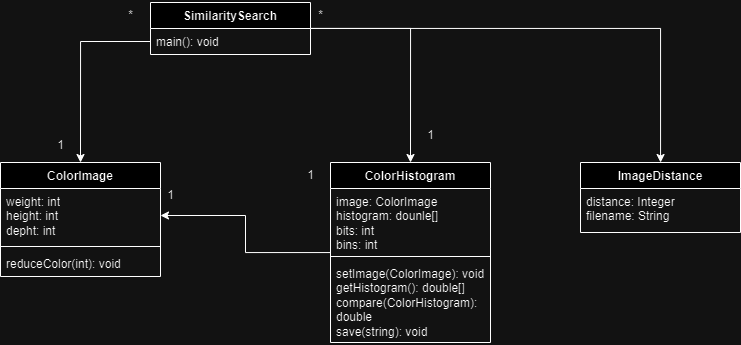 * SimilaritySearch *
main(): void
1
1
ColorImage
weight: int
height: int
depht: int
reduceColor(int): void
1
1
ColorHistogram
image: ColorImage
histogram: dounle[]
bits: int
bins: int
setImage(ColorImage): void
getHistogram(): double[]
compare(ColorHistogram):
double
save(string): void
ImageDistance
distance: Integer
filename: String